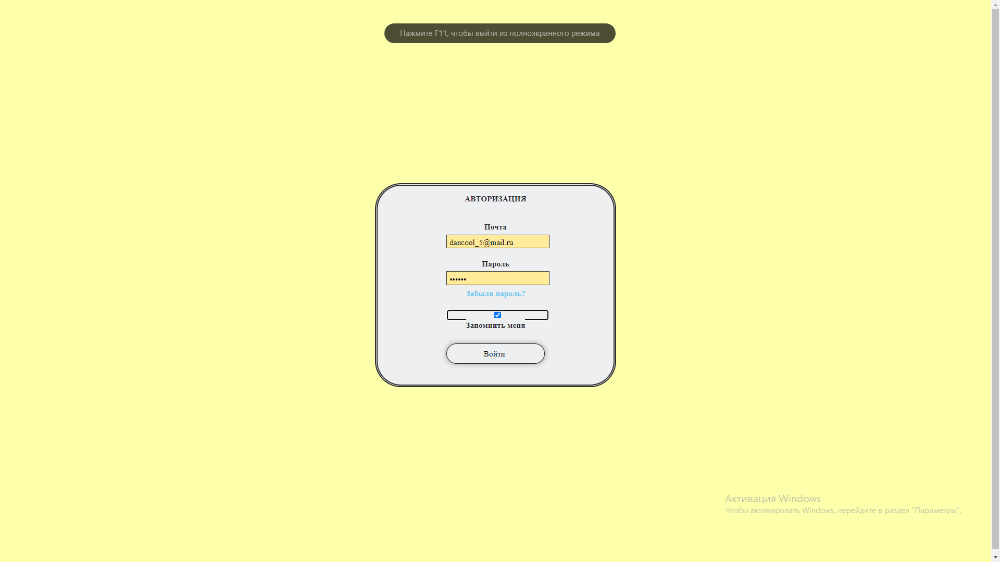 Нажмите F11, чтобы выйти из полноэкранного режима
АВТОРИЗАЦИЯ
Почта
dancool_5@mail.ru
Пароль
••••••
Забыли пароль?
Запомнить меня
Войти
Активация Windows
Чтобы активировать Windows, перейдите в раздел "Параметры".